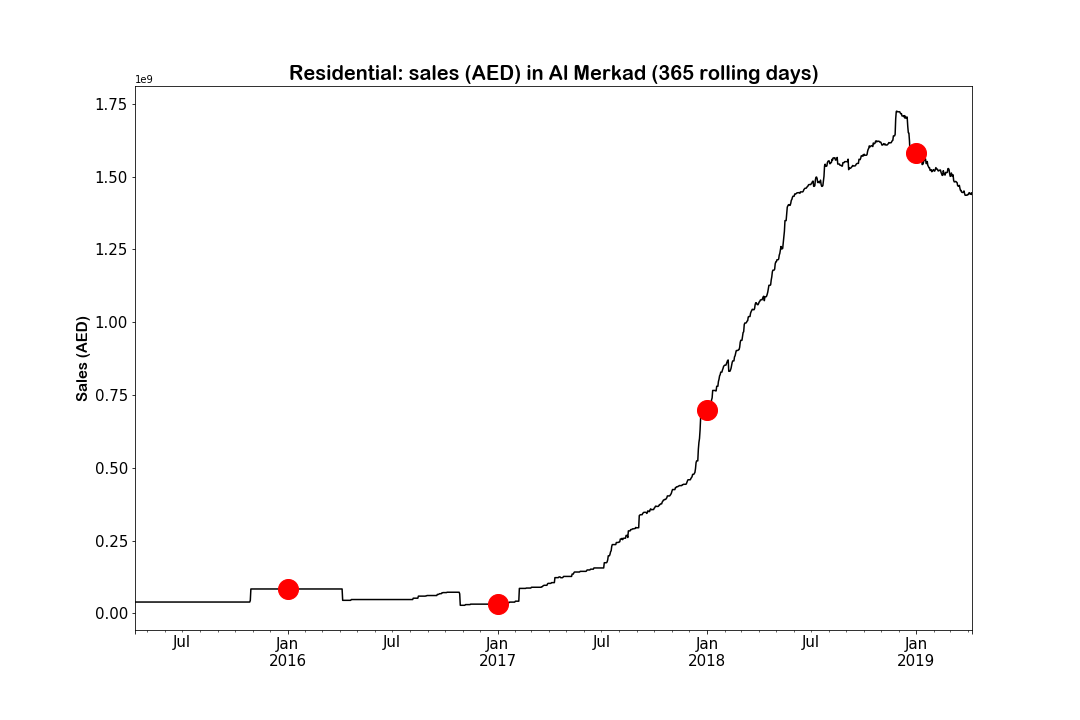 Residential: sales (AED) in Al Merkad (365 rolling days)
1e9
1.75
1.50
1.25
1.00
0.75
0.50
0.25
0.00
Sales (AED)
Jul Jan Jul Jan Jul Jan Jul Jan
2016 2017 2018 2019